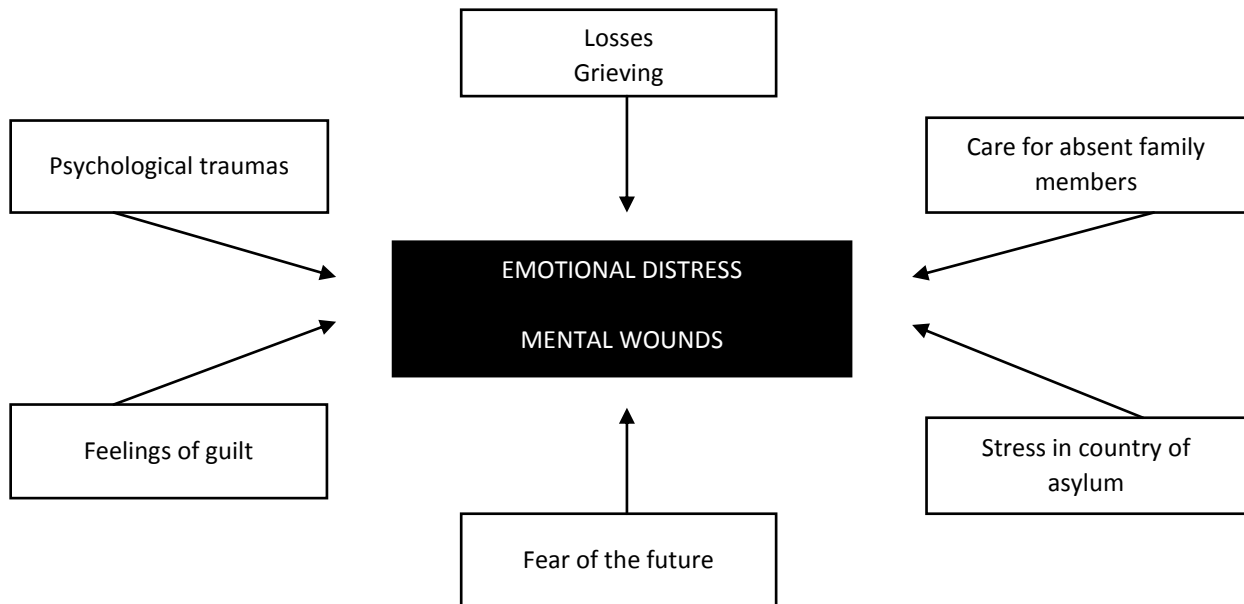 Losses
Grieving
Psychological traumas
Care for absent family
members
EMOTIONAL DISTRESS
MENTAL WOUNDS
Feelings of guilt
Stress in country of
asylum
Fear of the future